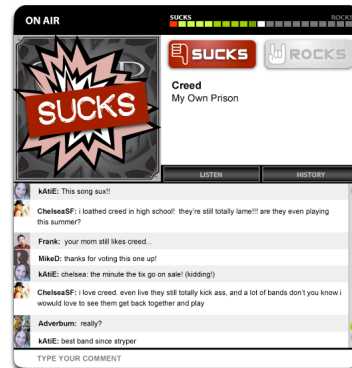 ON AIR
SUCKS
ROCKS
SUCKS
ROCKS
SUCKS
Creed
My Own Prison
LISTEN
HISTORY
kAtiE: This song sux!!
ChelseaSF: i loathed creed in high school! they're still totally lame!!! are they even playing
this summer?
Frank: your mom still likes creed...
MikeD: thanks for voting this one up!
kAtiE: chelsea: the minute the tix go on sale! (kidding!)
ChelseaSF: i love creed. even live they still totally kick ass, and a lot of bands don't you know i
wowuld love to see them get back together and play
Adverbum: really?
kAtiE: best band since stryper
TYPE YOUR COMMENT